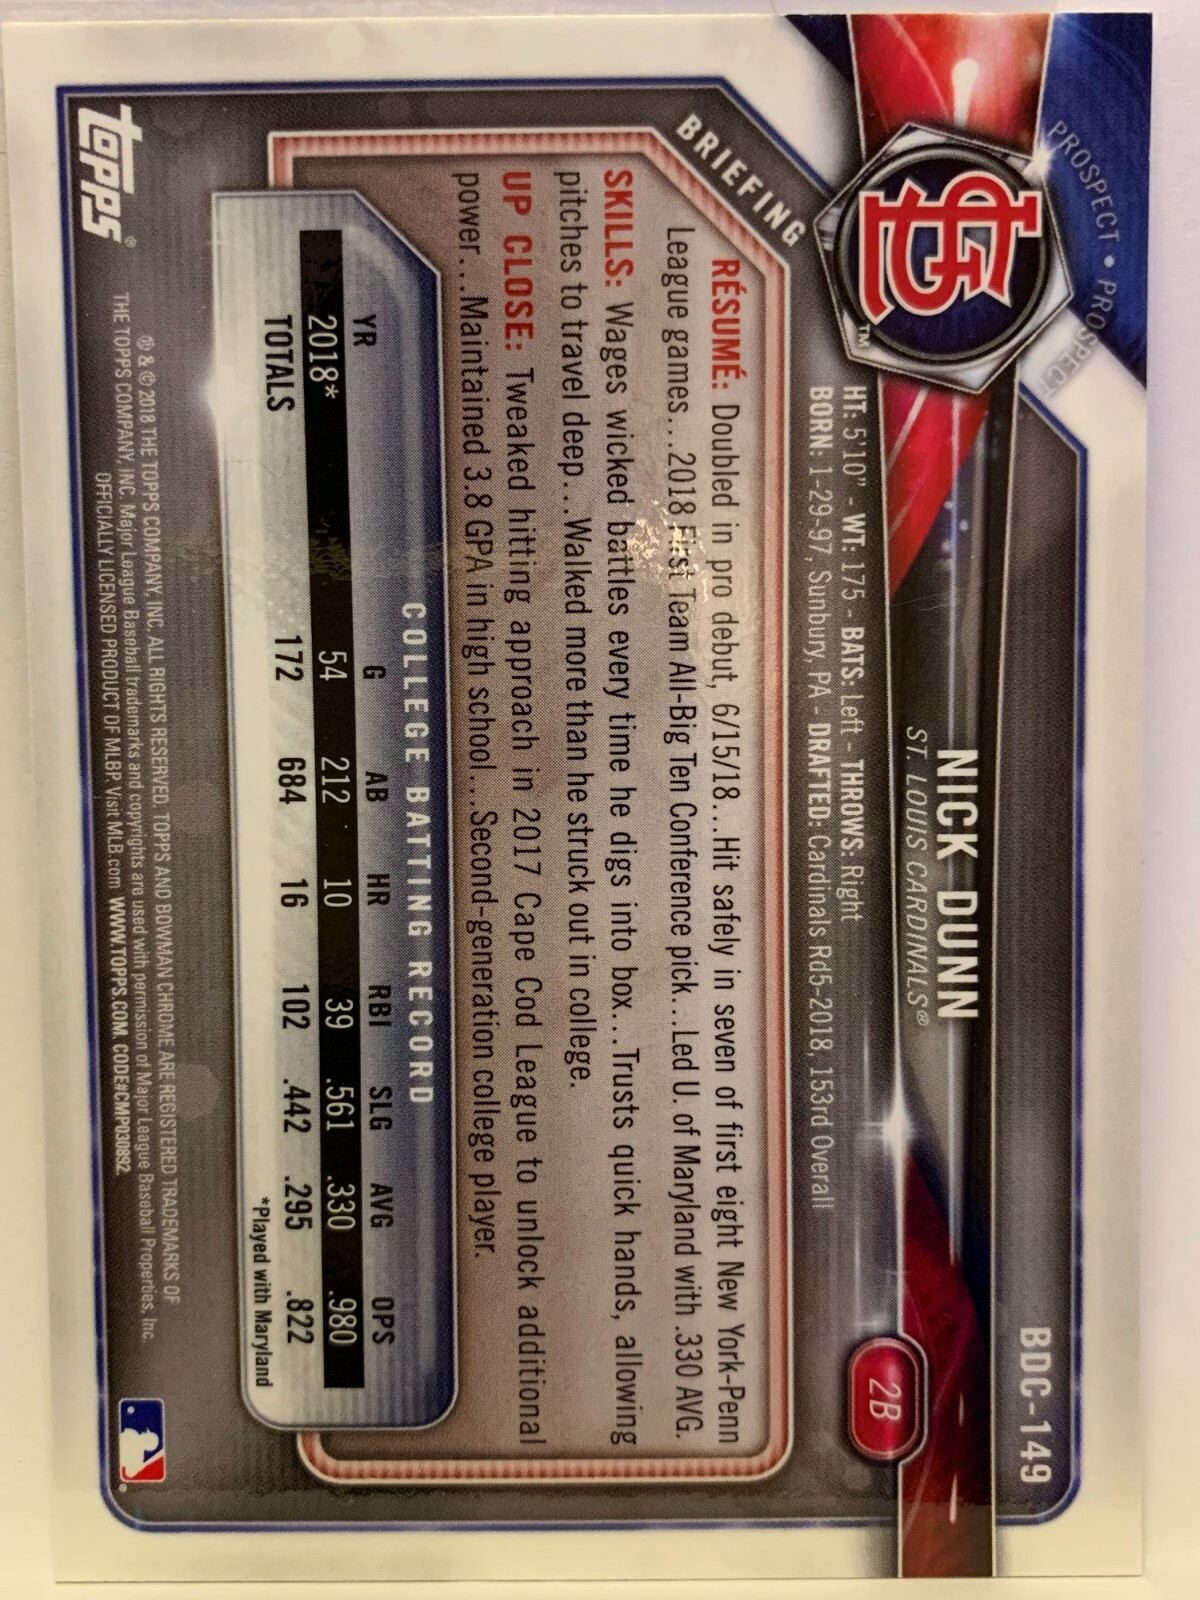 BDC-149
PROSPECT • PROSPECT
NICK DUNN
ST. LOUIS CARDINALS®
2B
STL
TM
HT: 5'10" - WT: 175 - BATS: Left - THROWS: Right
BORN: 1-29-97, Sunbury, PA - DRAFTED: Cardinals Rd5-2018, 153rd Overall
BRIEFING
RÉSUMÉ: Doubled in pro debut, 6/15/18...Hit safely in seven of first eight New York-Penn
League games...2018 First Team All-Big Ten Conference pick...Led U. of Maryland with .330 AVG.
SKILLS: Wages wicked battles every time he digs into box...Trusts quick hands, allowing
pitches to travel deep...Walked more than he struck out in college.
UP CLOSE: Tweaked hitting approach in 2017 Cape Cod League to unlock additional
power...Maintained 3.8 GPA in high school...Second-generation college player.
COLLEGE BATTING RECORD
YR G AB HR RBI SLG AVG OPS
2018* 54 212 10 39 .561 .330 .980
TOTALS 172 684 16 102 .442 .295 .822
*Played with Maryland
topps®
® & © 2018 THE TOPPS COMPANY, INC. ALL RIGHTS RESERVED. TOPPS AND BOWMAN CHROME ARE REGISTERED TRADEMARKS OF
THE TOPPS COMPANY, INC. Major League Baseball trademarks and copyrights are used with permission of Major League Baseball Properties, Inc.
OFFICIALLY LICENSED PRODUCT OF MLBP. Visit MLB.com WWW.TOPPS.COM. CODE#CMP030892